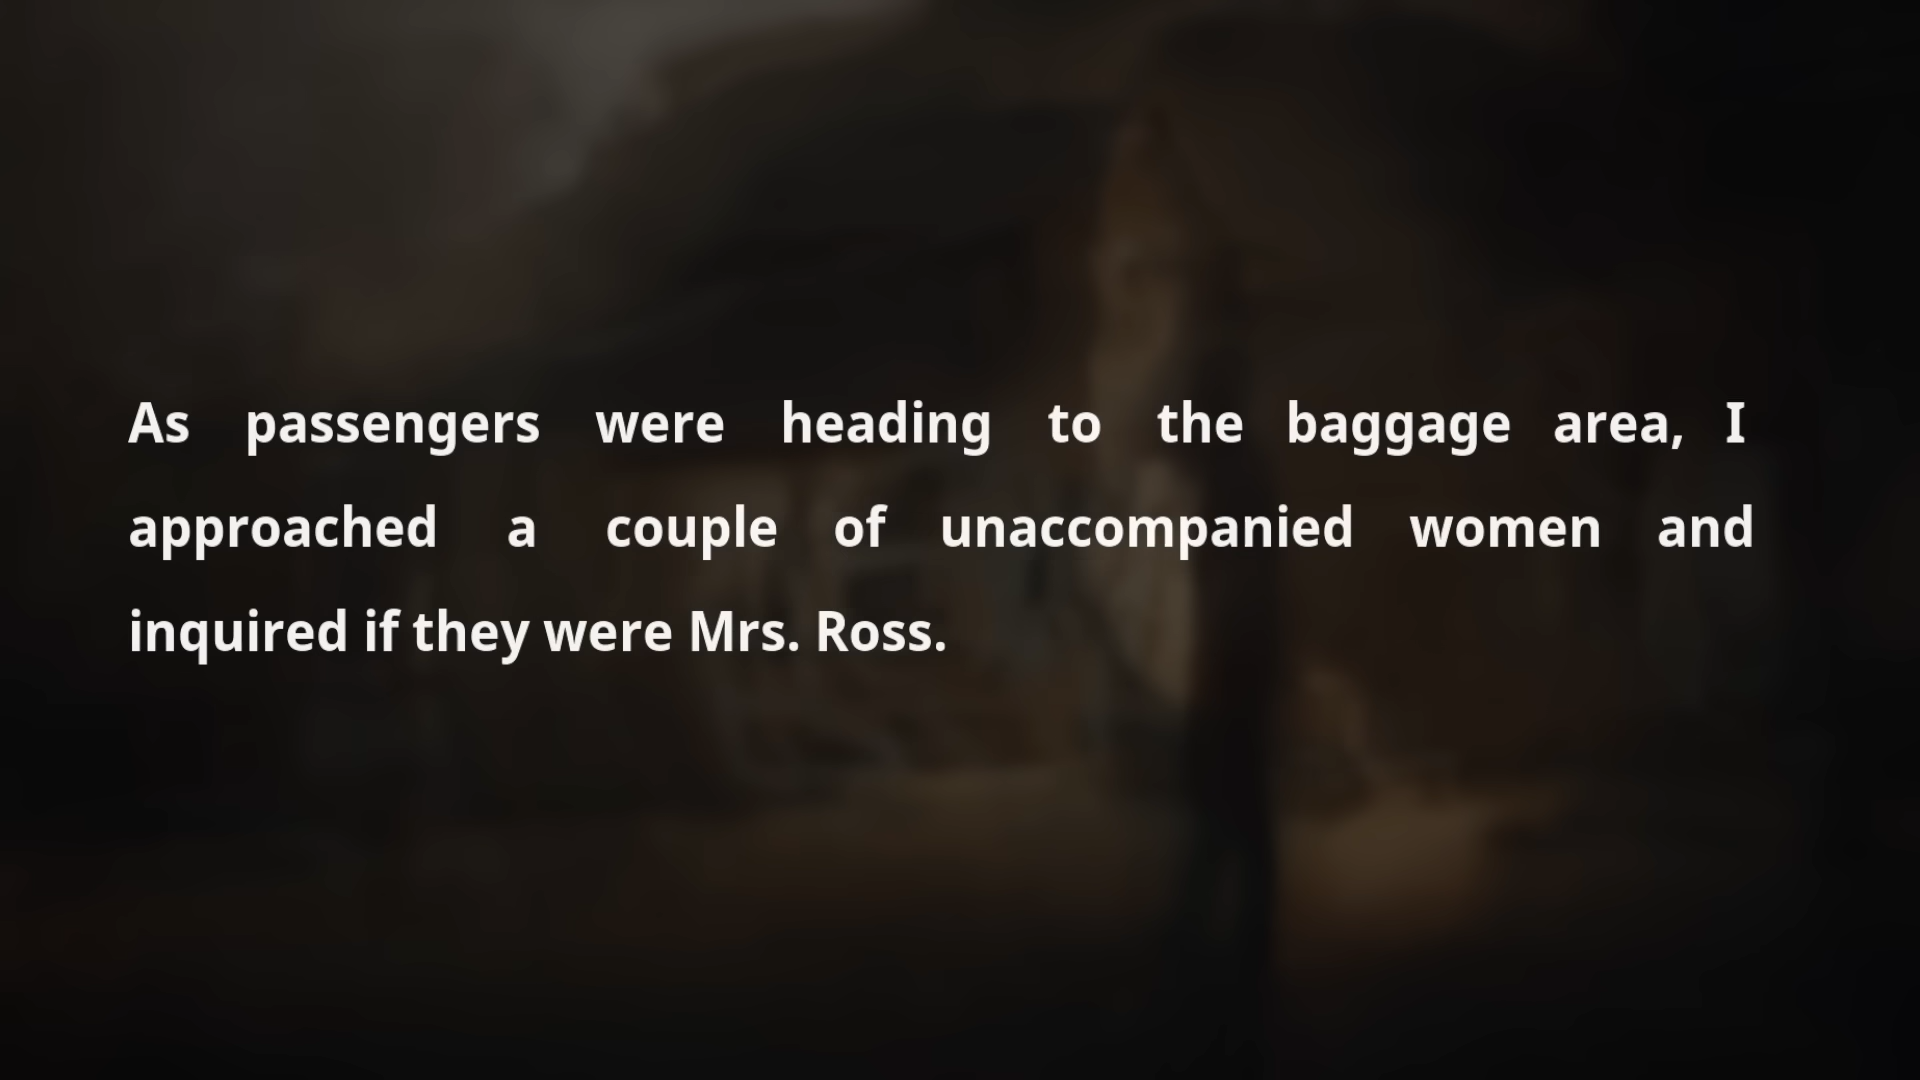 As passengers were heading to the baggage area, I
approached a couple of unaccompanied women and
inquired if they were Mrs. Ross.